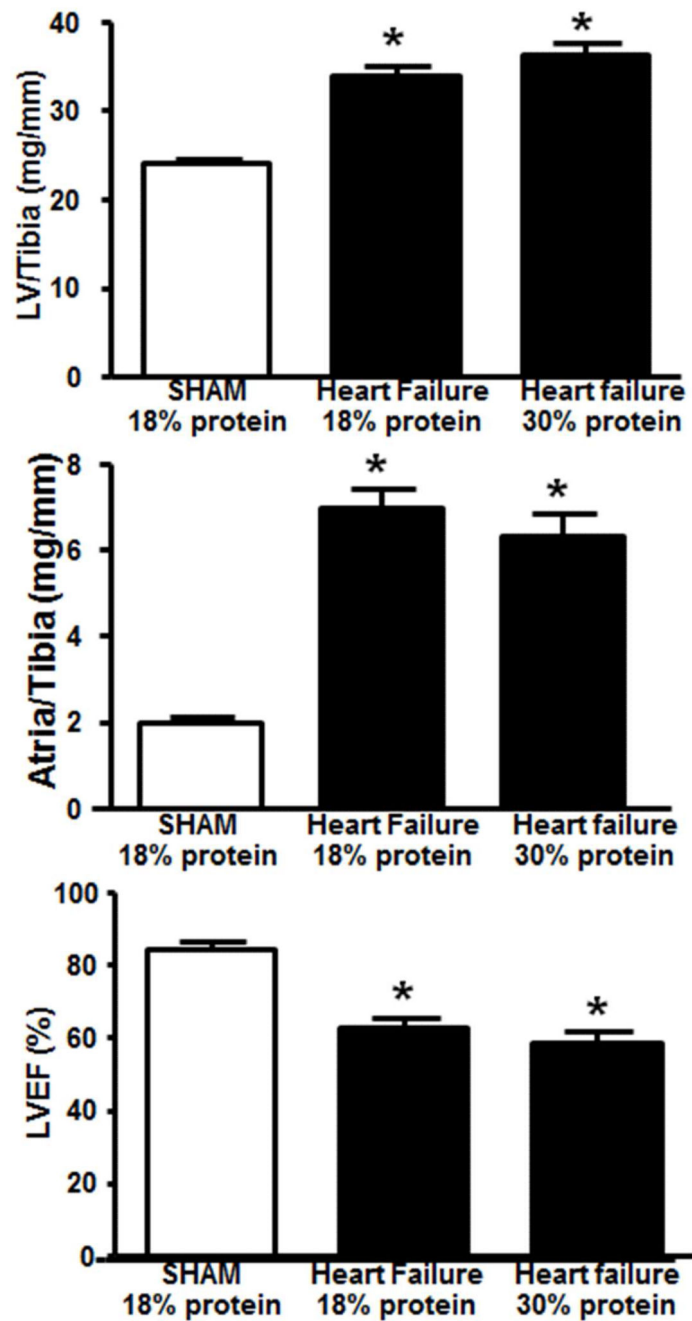 LV/Tibia (mg/mm)
40
30
20
10
0
* *
SHAM Heart Failure Heart failure
18% protein 18% protein 30% protein
Atria/Tibia (mg/mm)
8
6
4
2
0
* *
SHAM Heart Failure Heart failure
18% protein 18% protein 30% protein
LVEF (%)
100
80
60
40
20
0
* *
SHAM Heart Failure Heart failure
18% protein 18% protein 30% protein